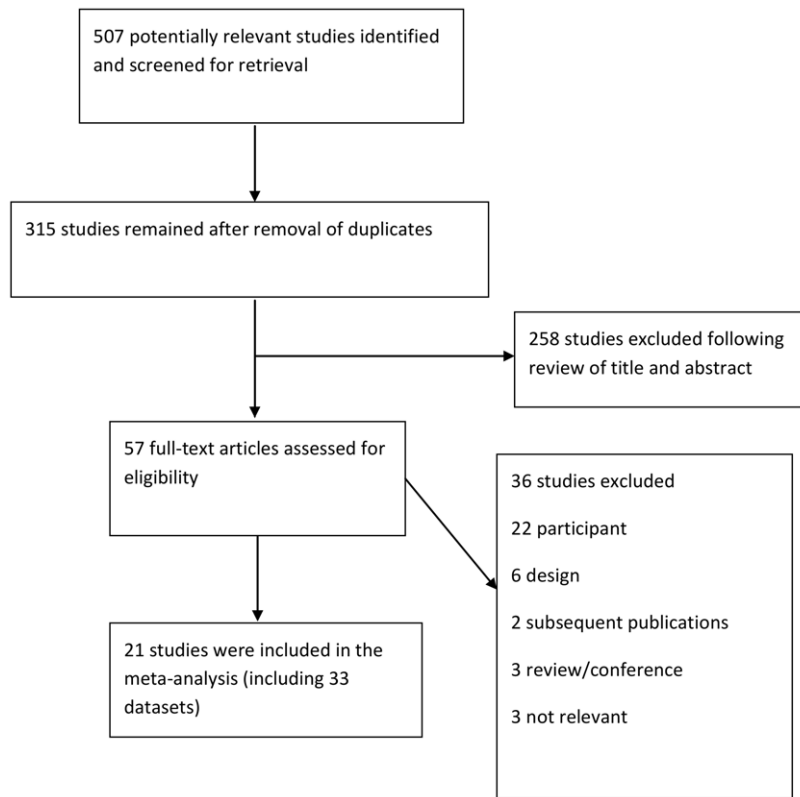 507 potentially relevant studies identified
and screened for retrieval
315 studies remained after removal of duplicates
258 studies excluded following
review of title and abstract
57 full-text articles assessed for
eligibility
36 studies excluded
22 participant
6 design
2 subsequent publications
3 review/conference
3 not relevant
21 studies were included in the
meta-analysis (including 33
datasets)